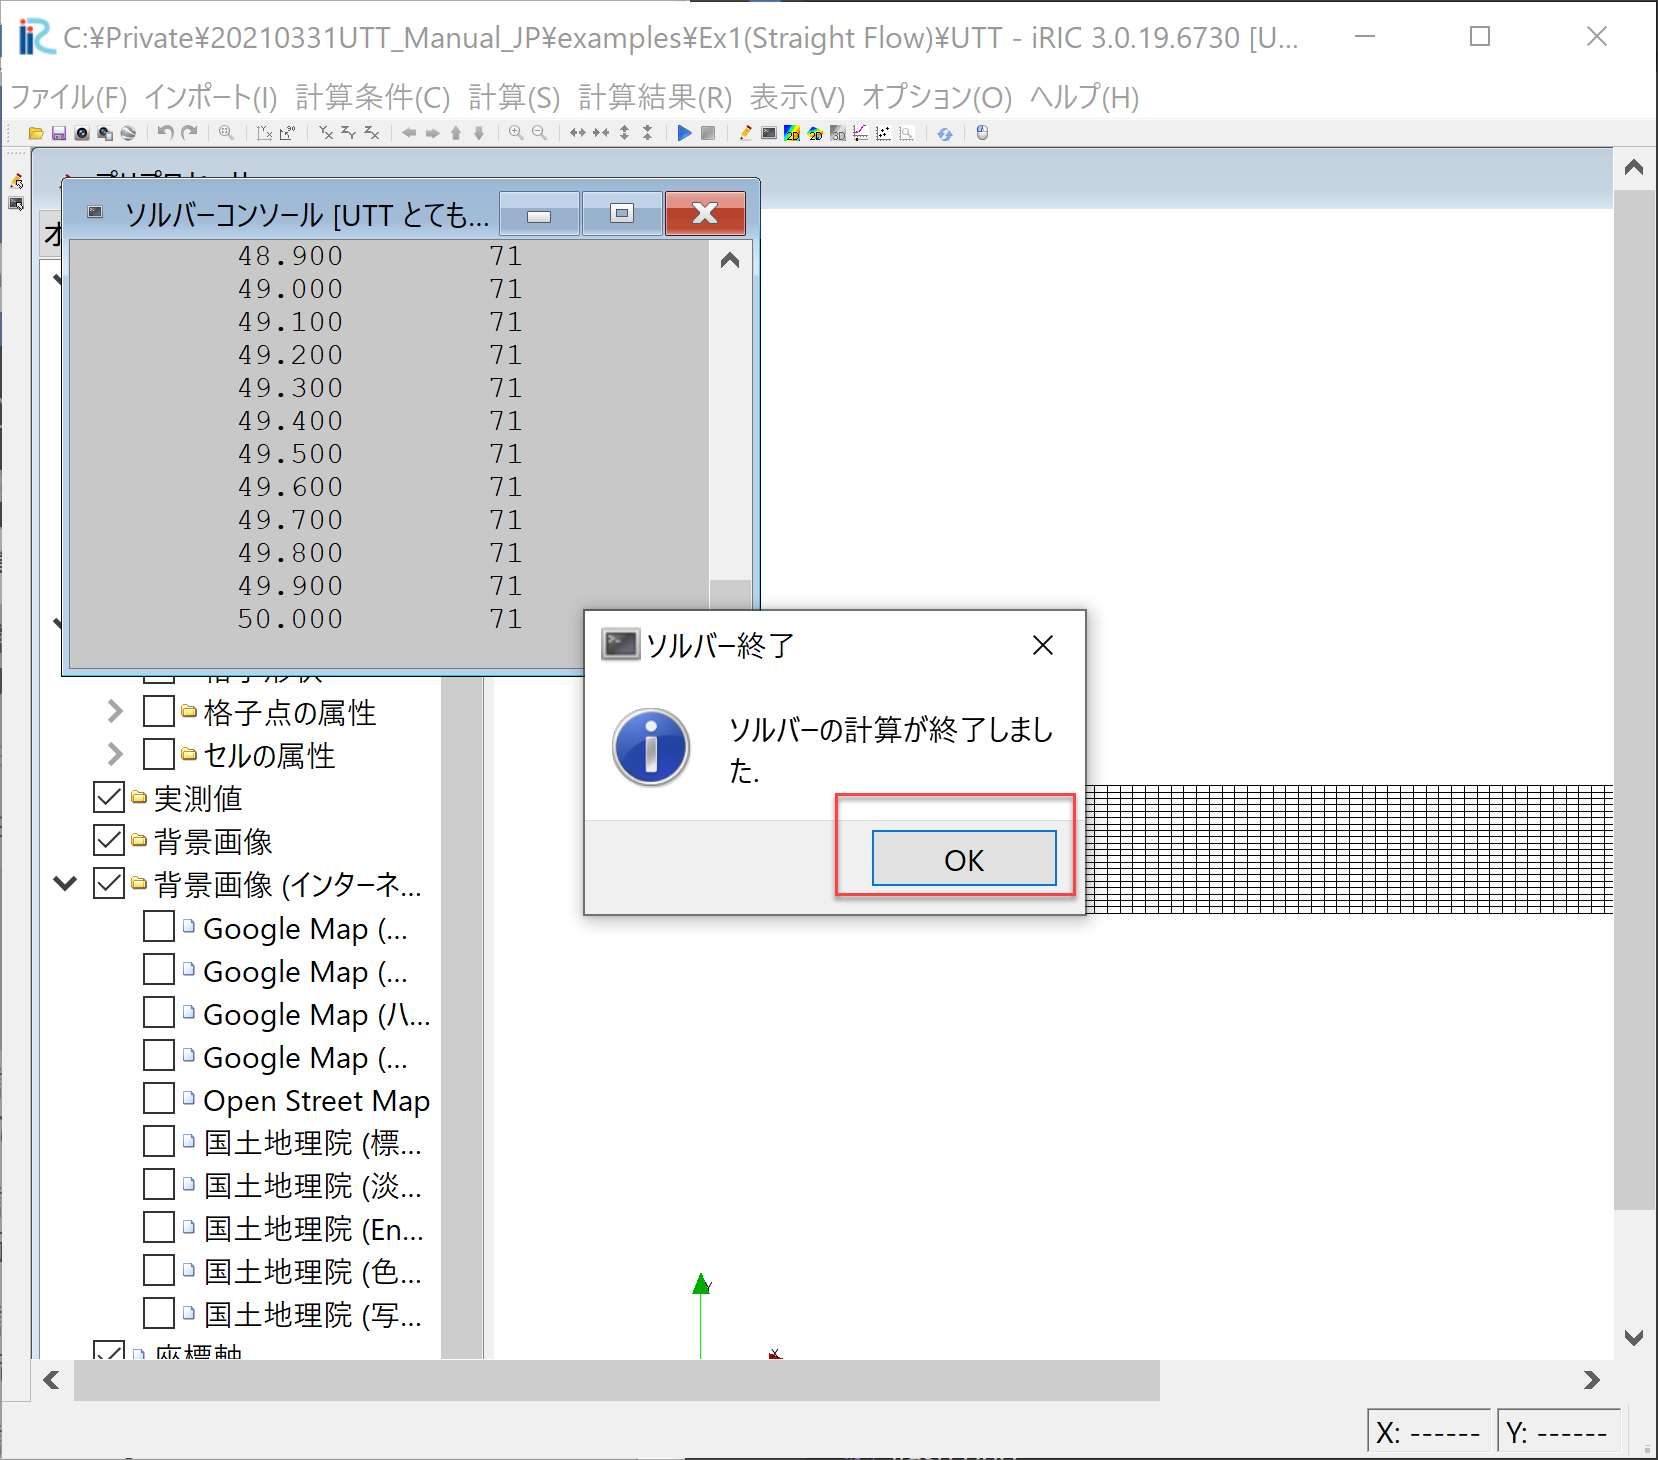 C:¥Private¥20210331UTT_Manual_JP¥examples¥Ex1(Straight Flow)¥UTT - iRIC 3.0.19.6730 [U...
ファイル(F) インポート(I) 計算条件(C) 計算(S) 計算結果(R) 表示(V) オプション(O) ヘルプ(H)
ソルバーコンソール [UTT とても...
48.900 71
49.000 71
49.100 71
49.200 71
49.300 71
49.400 71
49.500 71
49.600 71
49.700 71
49.800 71
49.900 71
50.000 71
ソルバー終了
ソルバーの計算が終了しまし
た.
OK
格子形状
格子点の属性
セルの属性
実測値
背景画像
背景画像 (インターネ...
Google Map (...
Google Map (...
Google Map (ハ...
Google Map (...
Open Street Map
国土地理院 (標...
国土地理院 (淡...
国土地理院 (En...
国土地理院 (色...
国土地理院 (写...
座標軸
Y
X
X: ------ Y: ------